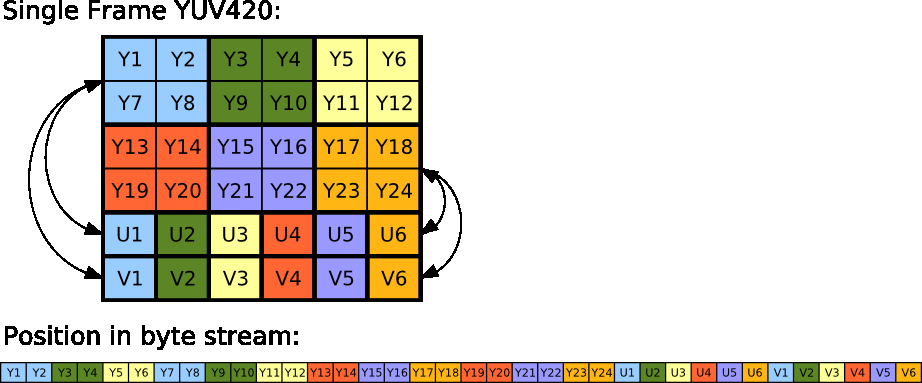 Single Frame YUV420:
Y1 Y2 Y3 Y4 Y5 Y6
Y7 Y8 Y9 Y10 Y11 Y12
Y13 Y14 Y15 Y16 Y17 Y18
Y19 Y20 Y21 Y22 Y23 Y24
U1 U2 U3 U4 U5 U6
V1 V2 V3 V4 V5 V6
Position in byte stream:
Y1 Y2 Y3 Y4 Y5 Y6 Y7 Y8 Y9 Y10 Y11 Y12 Y13 Y14 Y15 Y16 Y17 Y18 Y19 Y20 Y21 Y22 Y23 Y24 U1 U2 U3 U4 U5 U6 V1 V2 V3 V4 V5 V6